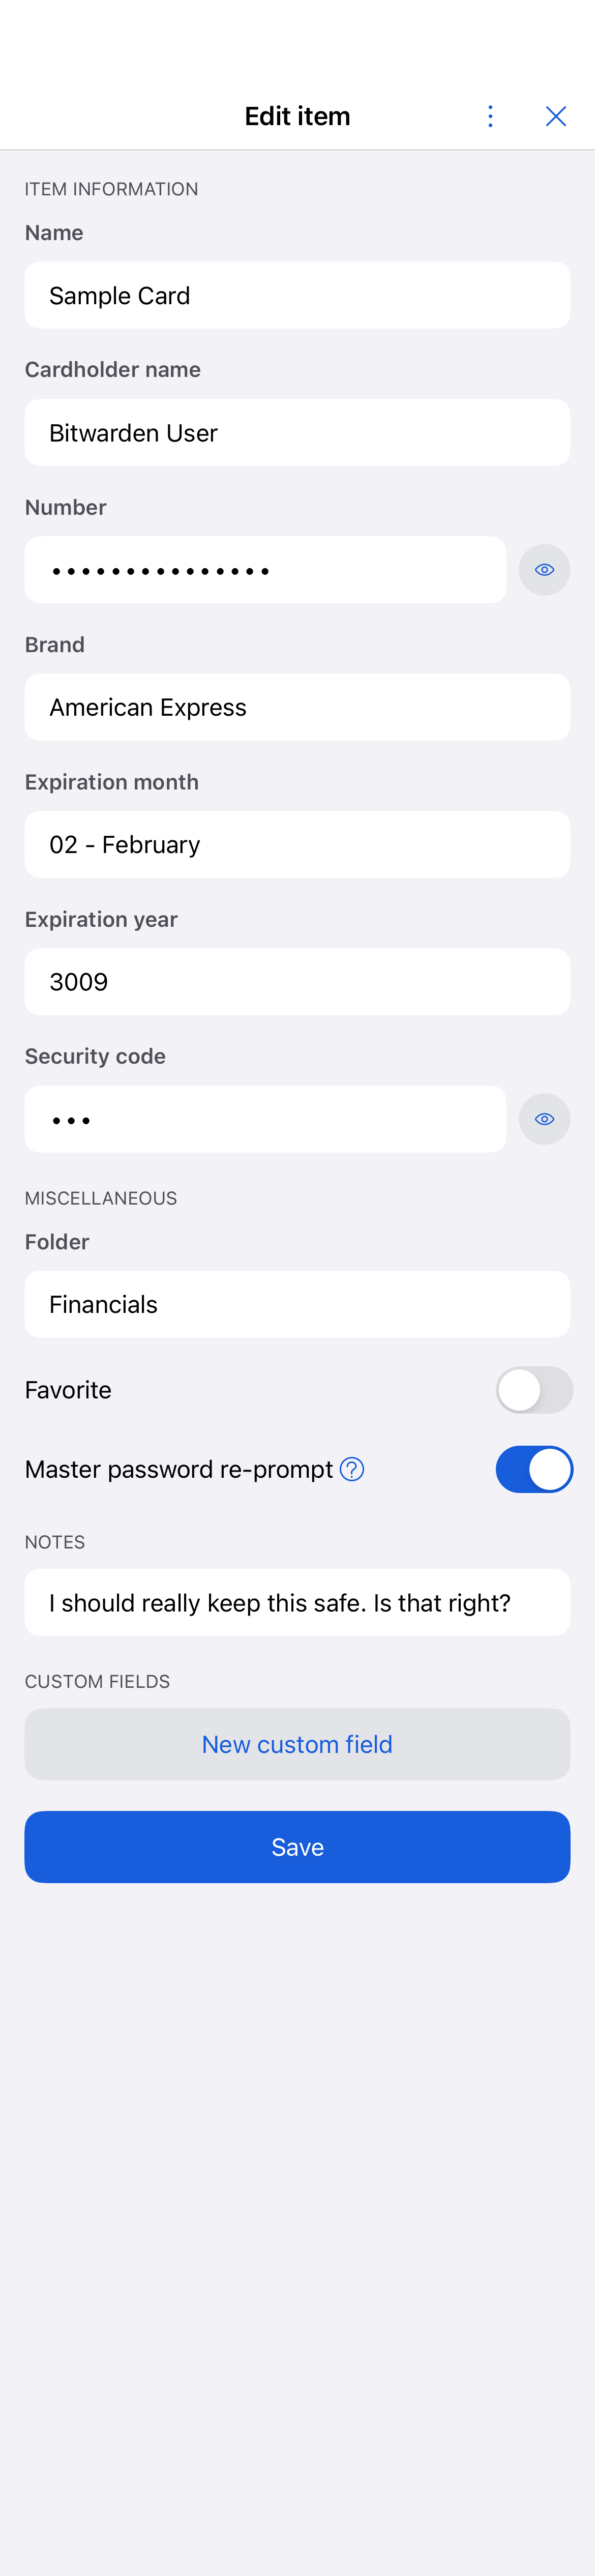 Edit item
ITEM INFORMATION
Name
Sample Card
Cardholder name
Bitwarden User
Number
•••••••••••••••
Brand
American Express
Expiration month
02 - February
Expiration year
3009
Security code
•••
MISCELLANEOUS
Folder
Financials
Favorite
Master password re-prompt ?
NOTES
I should really keep this safe. Is that right?
CUSTOM FIELDS
New custom field
Save